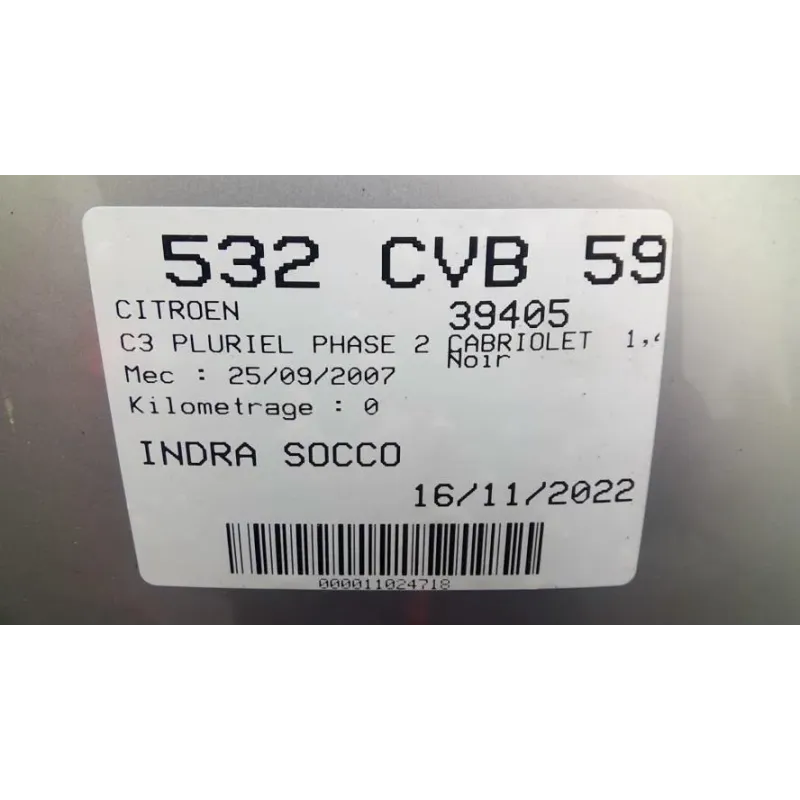 532 CVB 59
CITROEN 39405
C3 PLURIEL PHASE 2 CABRIOLET 1,
Noir
Mec : 25/09/2007
Kilometrage : 0
INDRA SOCCO
16/11/2022
000011024718